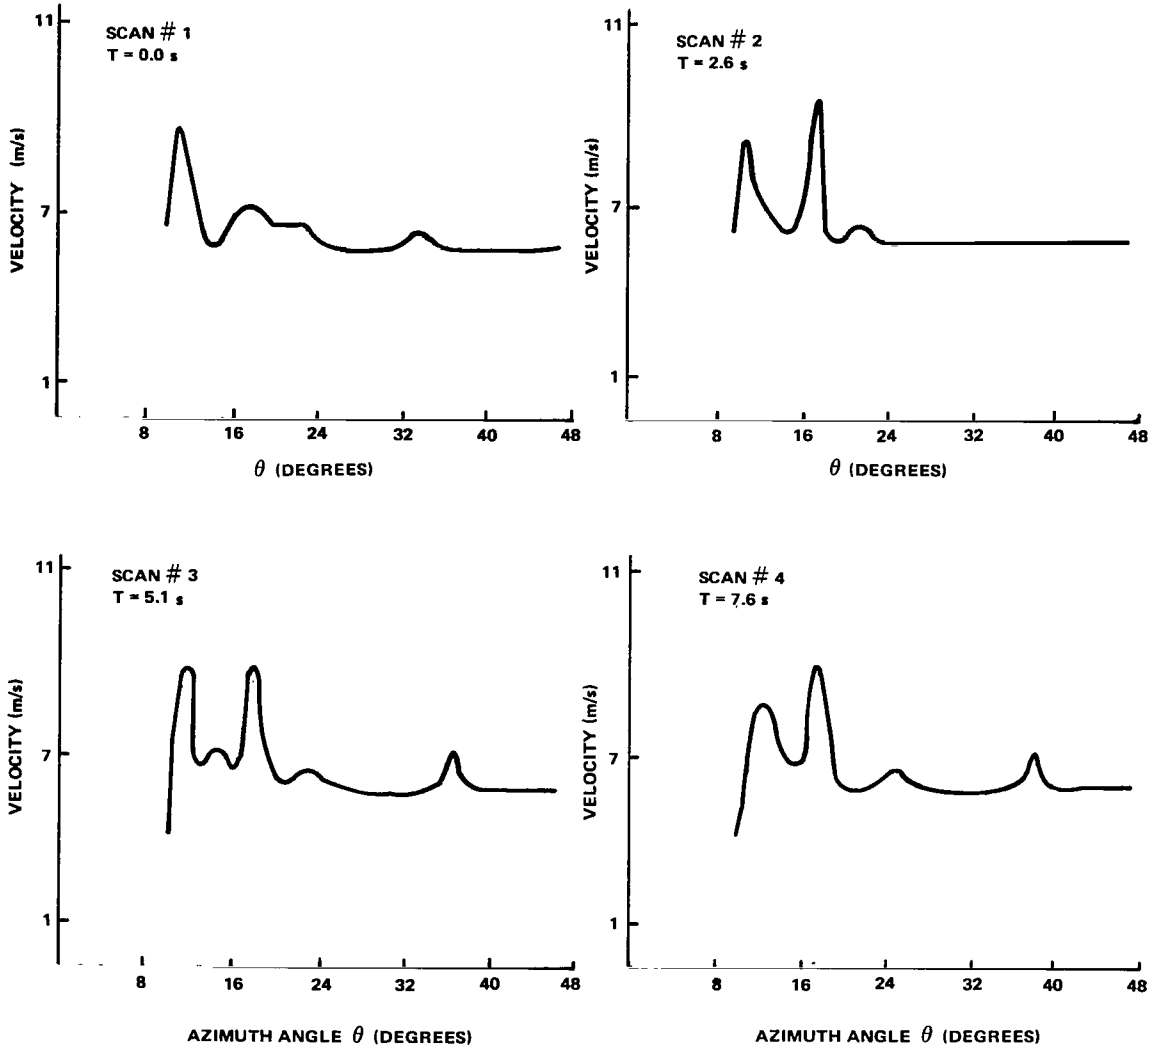 11
SCAN # 1
T = 0.0 s
VELOCITY (m/s)
7
1
8 16 24 32 40 48
θ (DEGREES)
11
SCAN # 2
T = 2.6 s
VELOCITY (m/s)
7
1
8 16 24 32 40 48
θ (DEGREES)
11
SCAN # 3
T = 5.1 s
VELOCITY (m/s)
7
1
8 16 24 32 40 48
AZIMUTH ANGLE θ (DEGREES)
11
SCAN # 4
T = 7.6 s
VELOCITY (m/s)
7
1
8 16 24 32 40 48
AZIMUTH ANGLE θ (DEGREES)